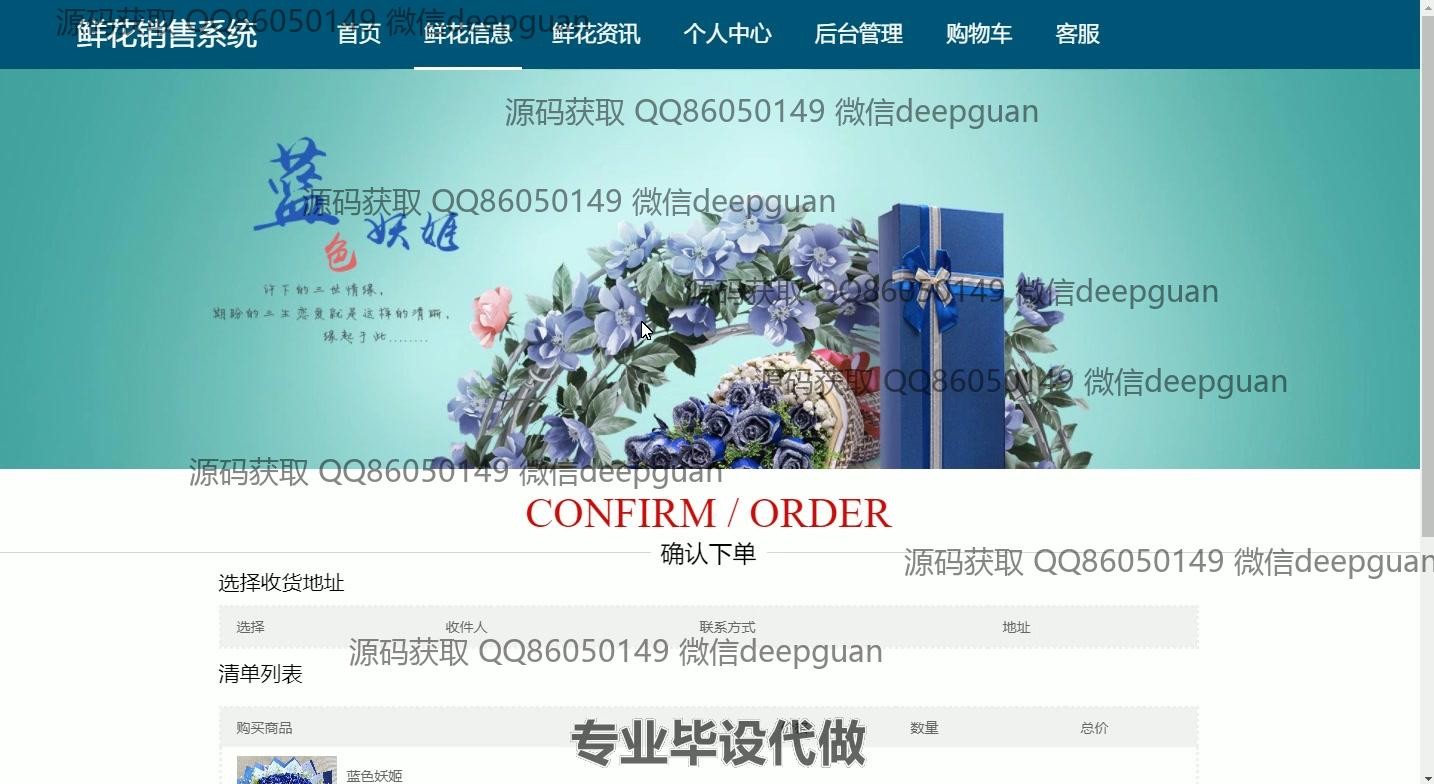 鲜花销售系统 首页 鲜花信息 鲜花资讯 个人中心 后台管理 购物车 客服
源码获取 QQ86050149 微信deepguan
源码获取 QQ86050149 微信deepguan
蓝色妖姬
源码获取 QQ86050149 微信deepguan
许下的三世情缘,
期盼的三生恋复就是这样的清晰,
缘起于此........
源码获取 QQ86050149 微信deepguan
源码获取 QQ86050149 微信deepguan
源码获取 QQ86050149 微信deepguan
CONFIRM / ORDER
确认下单
源码获取 QQ86050149 微信deepguan
选择收货地址
选择 收件人 联系方式 地址
源码获取 QQ86050149 微信deepguan
清单列表
购买商品 价格 数量 总价
专业毕设代做
蓝色妖姬